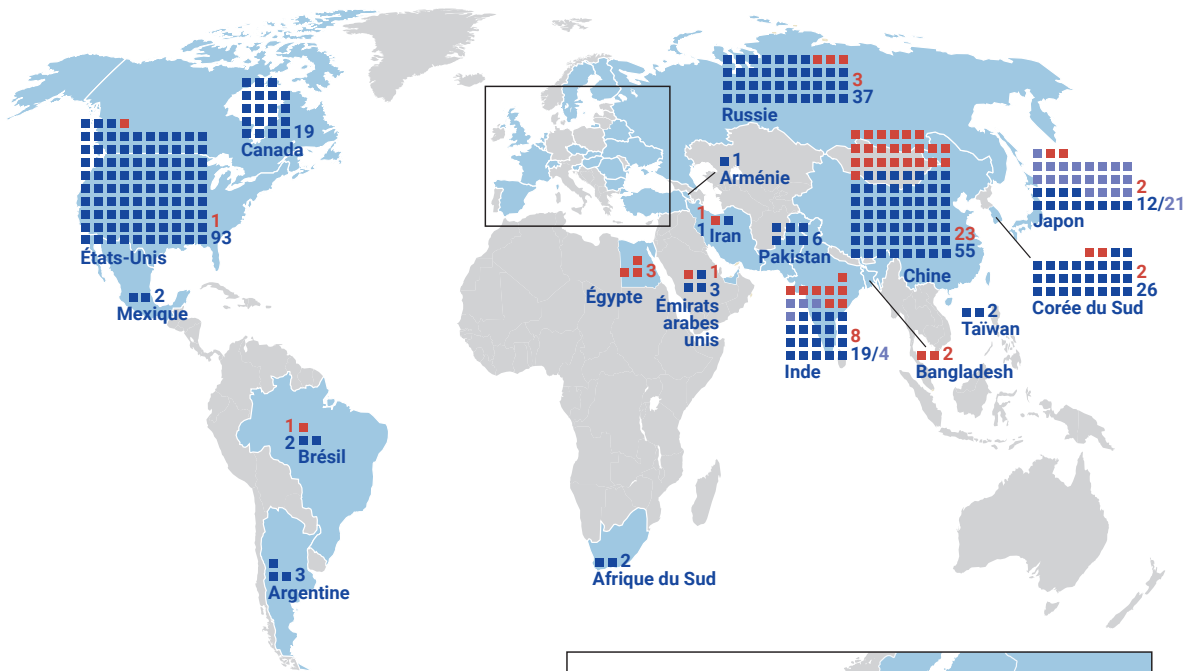 3
37
Russie
19
Canada
1
93
États-Unis
1
Arménie
2
12/21
Japon
1
1
Iran
6
Pakistan
23
55
Chine
3
Égypte
1
3
Émirats
arabes
unis
2
26
Corée du Sud
2
Mexique
2
Taïwan
8
19/4
Inde
2
Bangladesh
1
2
Brésil
2
Afrique du Sud
3
Argentine